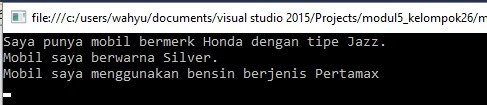 file:///c:/users/wahyu/documents/visual studio 2015/Projects/modul5_kelompok26/m
Saya punya mobil bermerk Honda dengan tipe Jazz.
Mobil saya berwarna Silver.
Mobil saya menggunakan bensin berjenis Pertamax